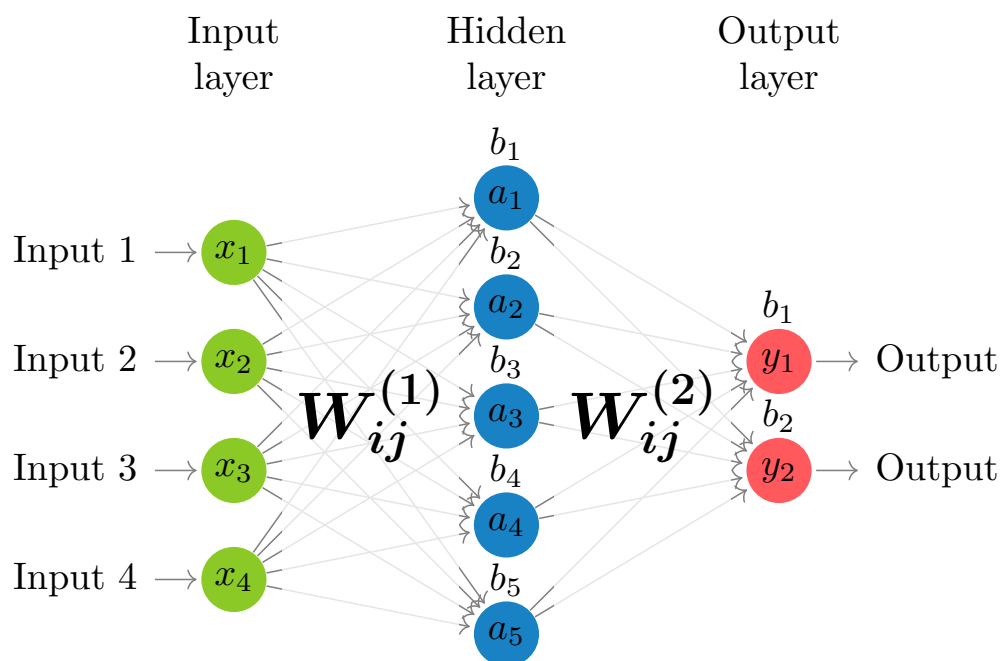 Input layer
Hidden layer
Output layer
b₁
a₁
Input 1
x₁
b₂
a₂
b₁
Input 2
x₂
b₃
y₁
Output
W_{ij}^{(1)}
W_{ij}^{(2)}
a₃
b₂
Input 3
x₃
b₄
y₂
Output
a₄
Input 4
x₄
b₅
a₅